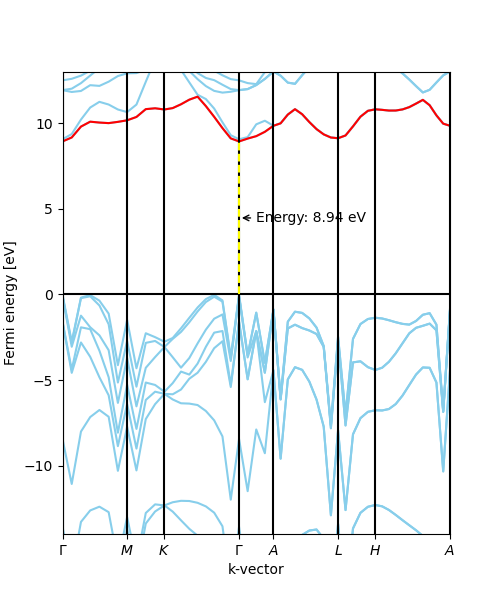 10
5
0
−5
−10
Fermi energy [eV]
Energy: 8.94 eV
Γ M K Γ A L H A
k-vector